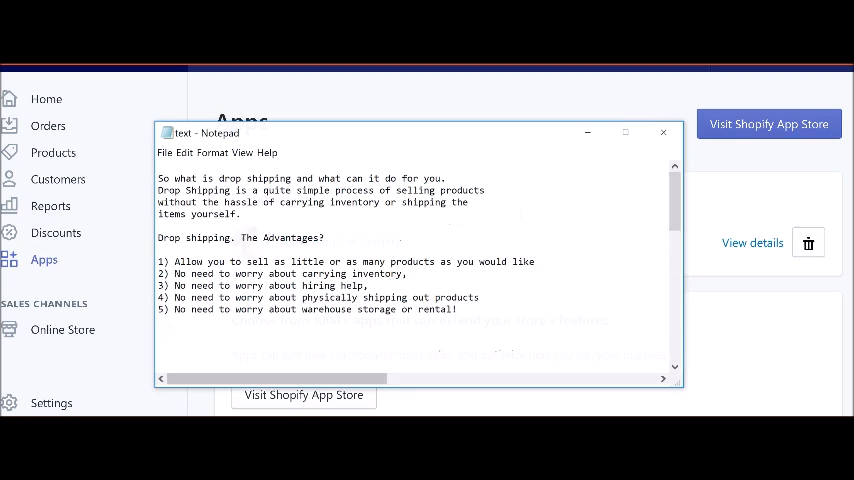 Home
Orders
Products
Customers
Reports
Discounts
Apps
SALES CHANNELS
Online Store
Settings
Apps
Visit Shopify App Store
View details
text - Notepad
File Edit Format View Help
So what is drop shipping and what can it do for you.
Drop Shipping is a quite simple process of selling products
without the hassle of carrying inventory or shipping the
items yourself.
Drop shipping. The Advantages?
1) Allow you to sell as little or as many products as you would like
2) No need to worry about carrying inventory,
3) No need to worry about hiring help,
4) No need to worry about physically shipping out products
5) No need to worry about warehouse storage or rental!
Visit Shopify App Store